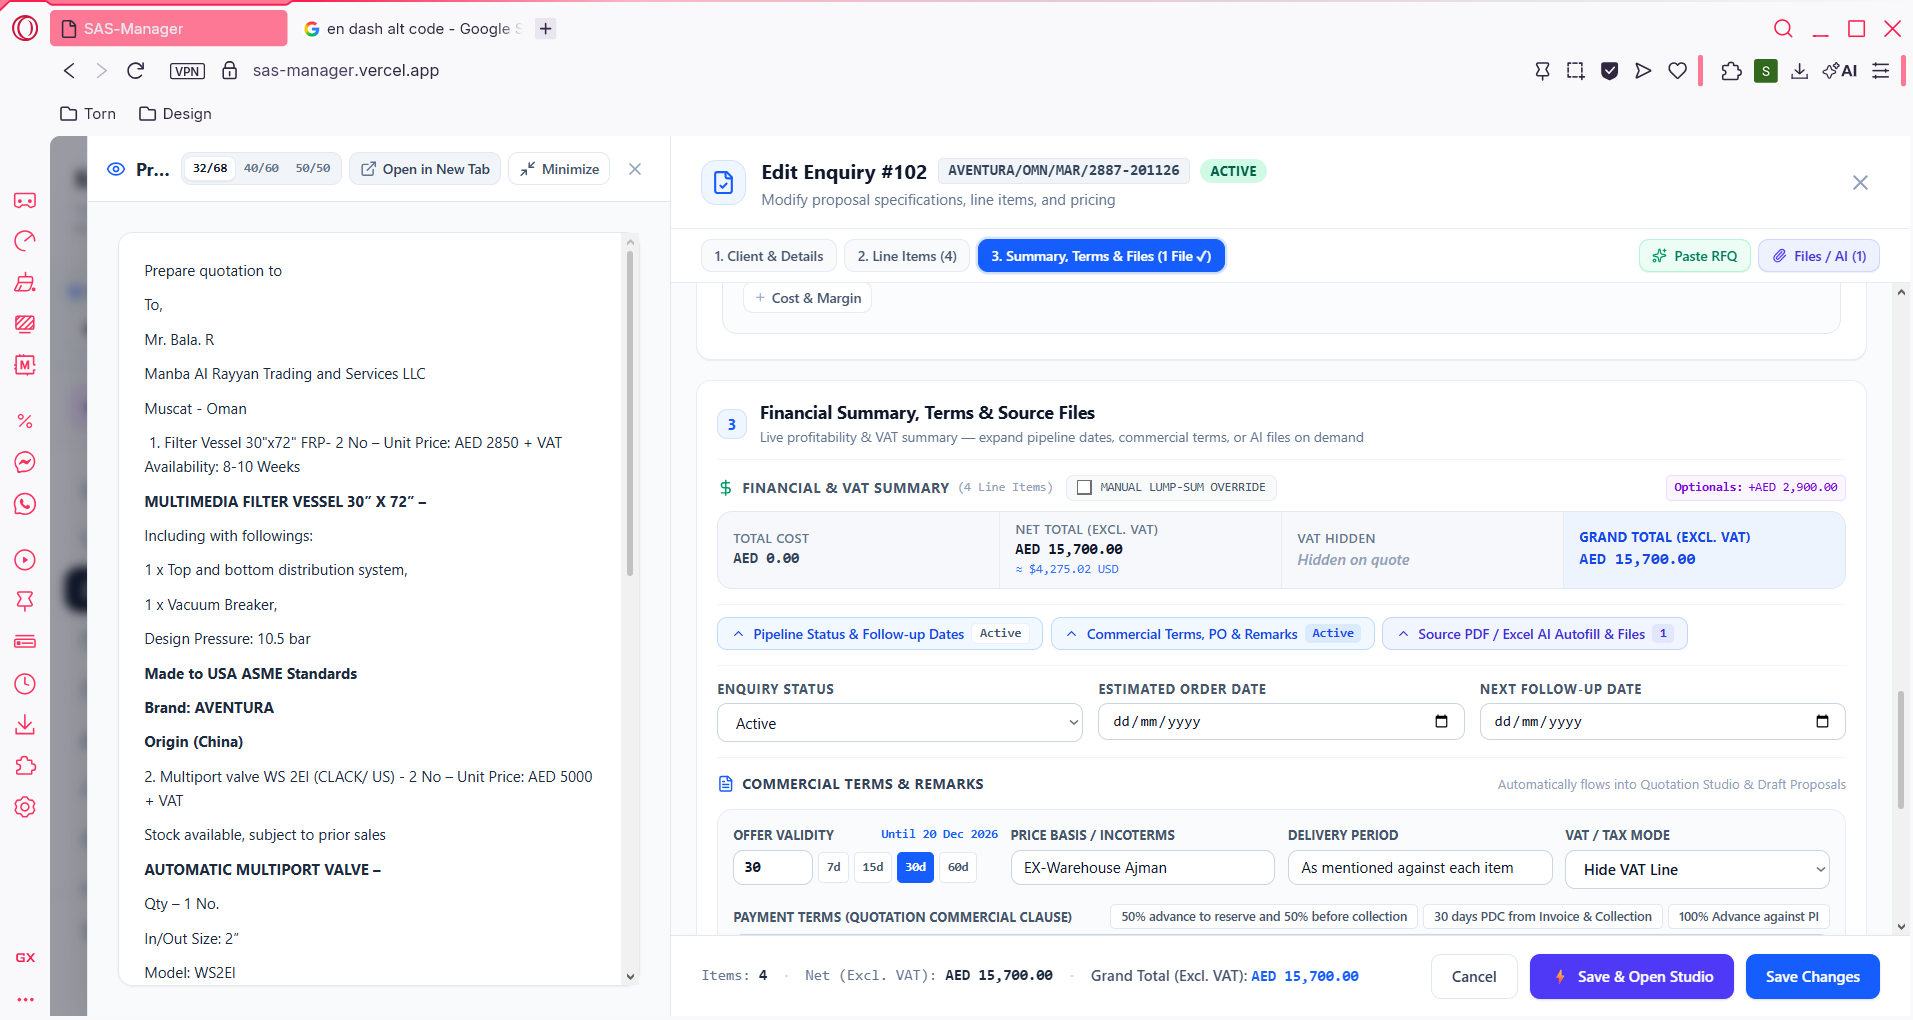 SAS-Manager
en dash alt code - Google S
VPN
sas-manager.vercel.app
S
AI
Torn
Design
Pr...
32/68
40/60
50/50
Open in New Tab
Minimize
Prepare quotation to
To,
Mr. Bala. R
Manba Al Rayyan Trading and Services LLC
Muscat - Oman
1. Filter Vessel 30"x72" FRP- 2 No – Unit Price: AED 2850 + VAT
Availability: 8-10 Weeks
MULTIMEDIA FILTER VESSEL 30” X 72” –
Including with followings:
1 x Top and bottom distribution system,
1 x Vacuum Breaker,
Design Pressure: 10.5 bar
Made to USA ASME Standards
Brand: AVENTURA
Origin (China)
2. Multiport valve WS 2EI (CLACK/ US) - 2 No – Unit Price: AED 5000
+ VAT
Stock available, subject to prior sales
AUTOMATIC MULTIPORT VALVE –
Qty – 1 No.
In/Out Size: 2”
Model: WS2EI
Edit Enquiry #102
AVENTURA/OMN/MAR/2887-201126
ACTIVE
Modify proposal specifications, line items, and pricing
1. Client & Details
2. Line Items (4)
3. Summary, Terms & Files (1 File ✓)
Paste RFQ
Files / AI (1)
+ Cost & Margin
3
Financial Summary, Terms & Source Files
Live profitability & VAT summary — expand pipeline dates, commercial terms, or AI files on demand
$ FINANCIAL & VAT SUMMARY (4 Line Items)
MANUAL LUMP-SUM OVERRIDE
Optionals: +AED 2,900.00
TOTAL COST
AED 0.00
NET TOTAL (EXCL. VAT)
AED 15,700.00
≈ $4,275.02 USD
VAT HIDDEN
Hidden on quote
GRAND TOTAL (EXCL. VAT)
AED 15,700.00
Pipeline Status & Follow-up Dates Active
Commercial Terms, PO & Remarks Active
Source PDF / Excel AI Autofill & Files 1
ENQUIRY STATUS
Active
ESTIMATED ORDER DATE
dd/mm/yyyy
NEXT FOLLOW-UP DATE
dd/mm/yyyy
COMMERCIAL TERMS & REMARKS
Automatically flows into Quotation Studio & Draft Proposals
OFFER VALIDITY
Until 20 Dec 2026
30
7d
15d
30d
60d
PRICE BASIS / INCOTERMS
EX-Warehouse Ajman
DELIVERY PERIOD
As mentioned against each item
VAT / TAX MODE
Hide VAT Line
PAYMENT TERMS (QUOTATION COMMERCIAL CLAUSE)
50% advance to reserve and 50% before collection
30 days PDC from Invoice & Collection
100% Advance against PI
Items: 4 · Net (Excl. VAT): AED 15,700.00 · Grand Total (Excl. VAT): AED 15,700.00
Cancel
Save & Open Studio
Save Changes
M
GX